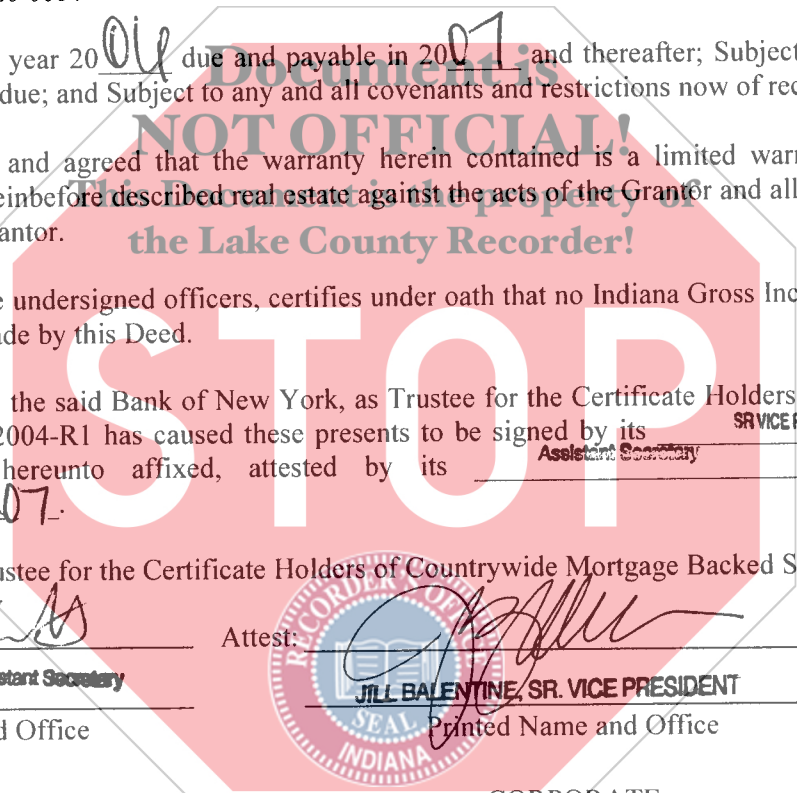 year 2006 due and payable in 2007 and thereafter; Subject
due; and Subject to any and all covenants and restrictions now of rec
Document is
NOT OFFICIAL!
This Document is the property of
the Lake County Recorder!
and agreed that the warranty herein contained is a limited warr
einbefore described real estate against the acts of the Grantor and all
antor.
e undersigned officers, certifies under oath that no Indiana Gross Inc
ade by this Deed.
STOP
the said Bank of New York, as Trustee for the Certificate Holders
2004-R1 has caused these presents to be signed by its SR VICE P
hereunto affixed, attested by its Assistant Secretary
07.
ustee for the Certificate Holders of Countrywide Mortgage Backed S
Attest:
stant Secretary
JILL BALENTINE, SR. VICE PRESIDENT
d Office
Printed Name and Office
RECORDER'S OFFICE
SEAL
INDIANA
CORPORATE